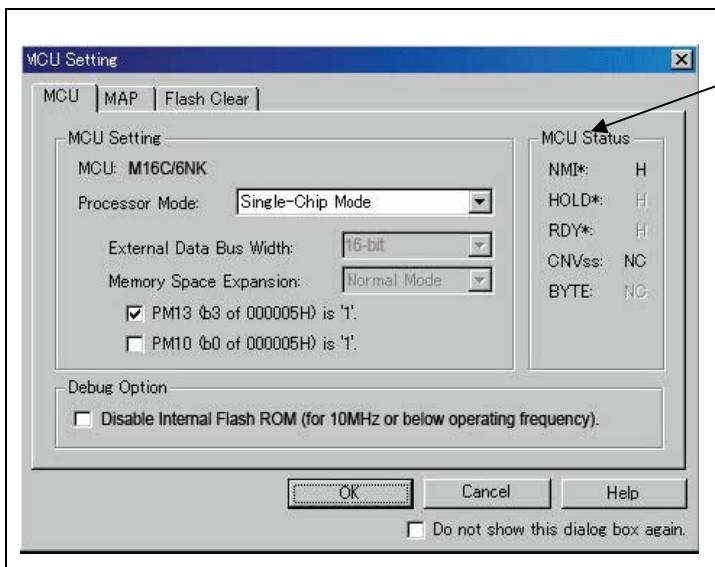 MCU Setting
MCU MAP Flash Clear
MCU Setting
MCU: M16C/6NK
Processor Mode: Single-Chip Mode
External Data Bus Width: 16-bit
Memory Space Expansion: Normal Mode
PM13 (b3 of 000005H) is '1'.
PM10 (b0 of 000005H) is '1'.
MCU Status
NMI*: H
HOLD*: H
RDY*: H
CNVss: NC
BYTE: NC
Debug Option
Disable Internal Flash ROM (for 10MHz or below operating frequency).
OK Cancel Help
Do not show this dialog box again.